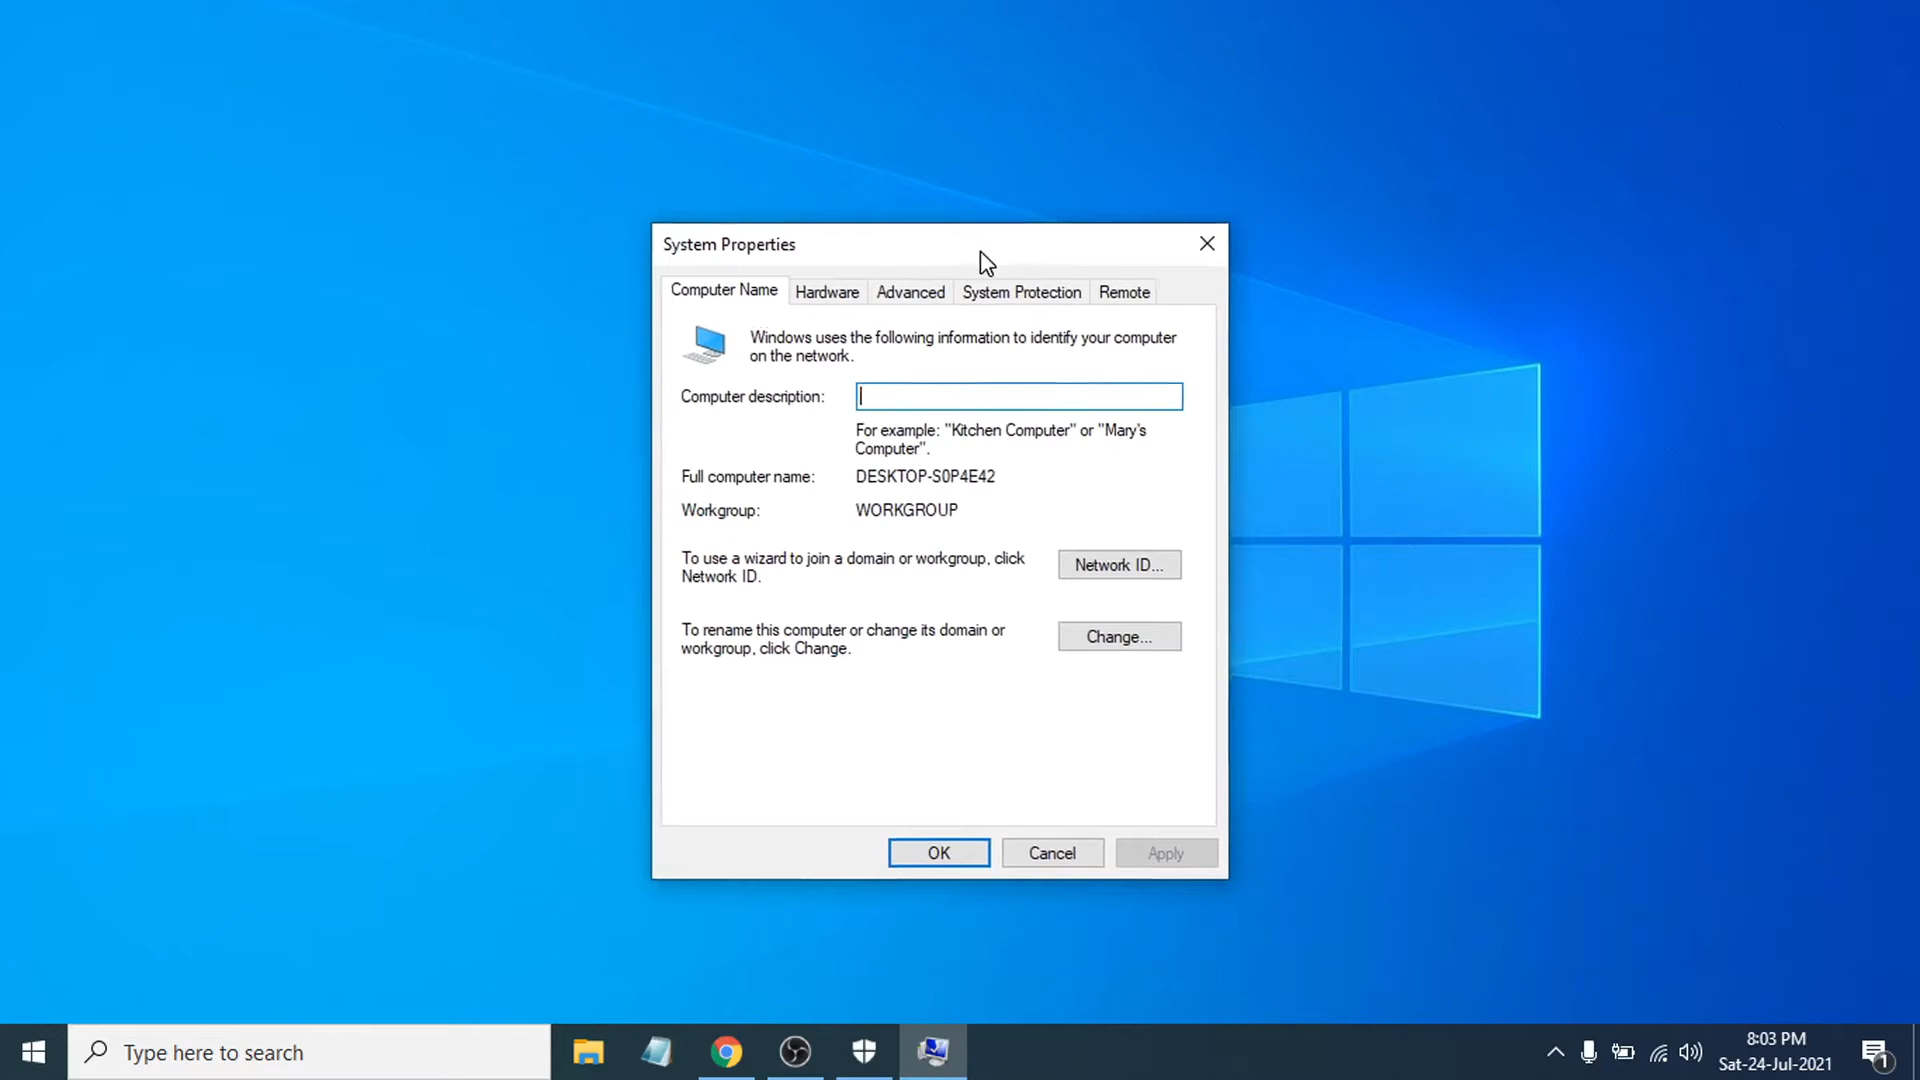 System Properties
Computer Name Hardware Advanced System Protection Remote
Windows uses the following information to identify your computer
on the network.
Computer description:
For example: "Kitchen Computer" or "Mary's
Computer".
Full computer name: DESKTOP-S0P4E42
Workgroup: WORKGROUP
To use a wizard to join a domain or workgroup, click
Network ID.
Network ID...
To rename this computer or change its domain or
workgroup, click Change.
Change...
OK Cancel Apply
Type here to search
8:03 PM
Sat-24-Jul-2021
1